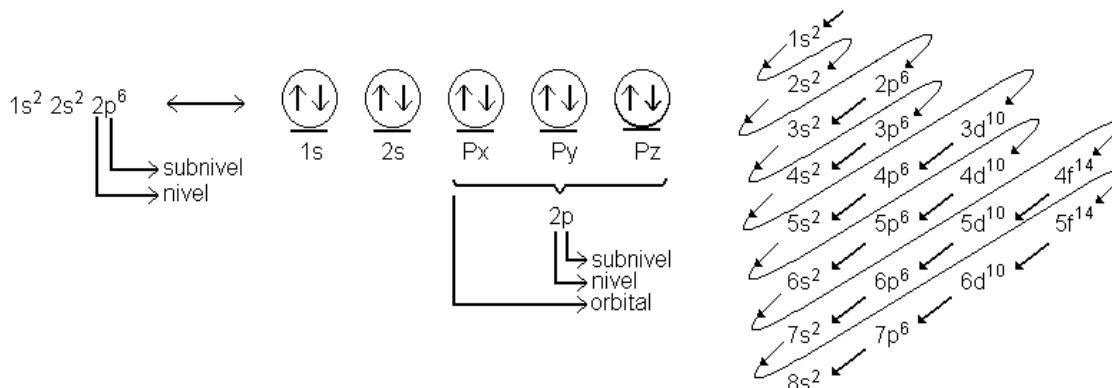 1s² 2s² 2p⁶
subnivel
nivel
1s 2s Px Py Pz
2p
subnivel
nivel
orbital
1s²
2s² 2p⁶
3s² 3p⁶ 3d¹⁰
4s² 4p⁶ 4d¹⁰ 4f¹⁴
5s² 5p⁶ 5d¹⁰ 5f¹⁴
6s² 6p⁶ 6d¹⁰
7s² 7p⁶
8s²